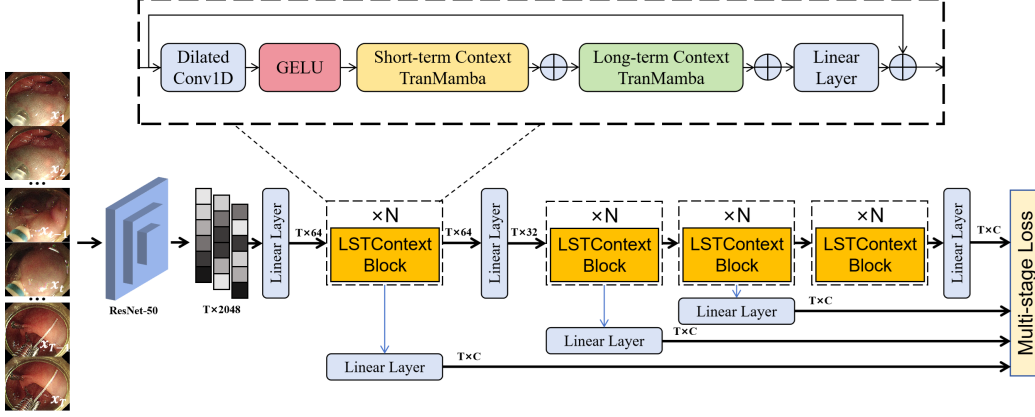 Dilated
Conv1D
GELU
Short-term Context
TranMamba
Long-term Context
TranMamba
Linear
Layer
x1
x2
...
xt−1
xt
...
xT−1
xT
ResNet-50
T×2048
Linear Layer
T×64
×N
LSTContext
Block
T×64
Linear Layer
T×32
×N
LSTContext
Block
×N
LSTContext
Block
×N
LSTContext
Block
Linear Layer
T×C
Linear Layer
T×C
Linear Layer
T×C
Linear Layer
T×C
Multi-stage Loss